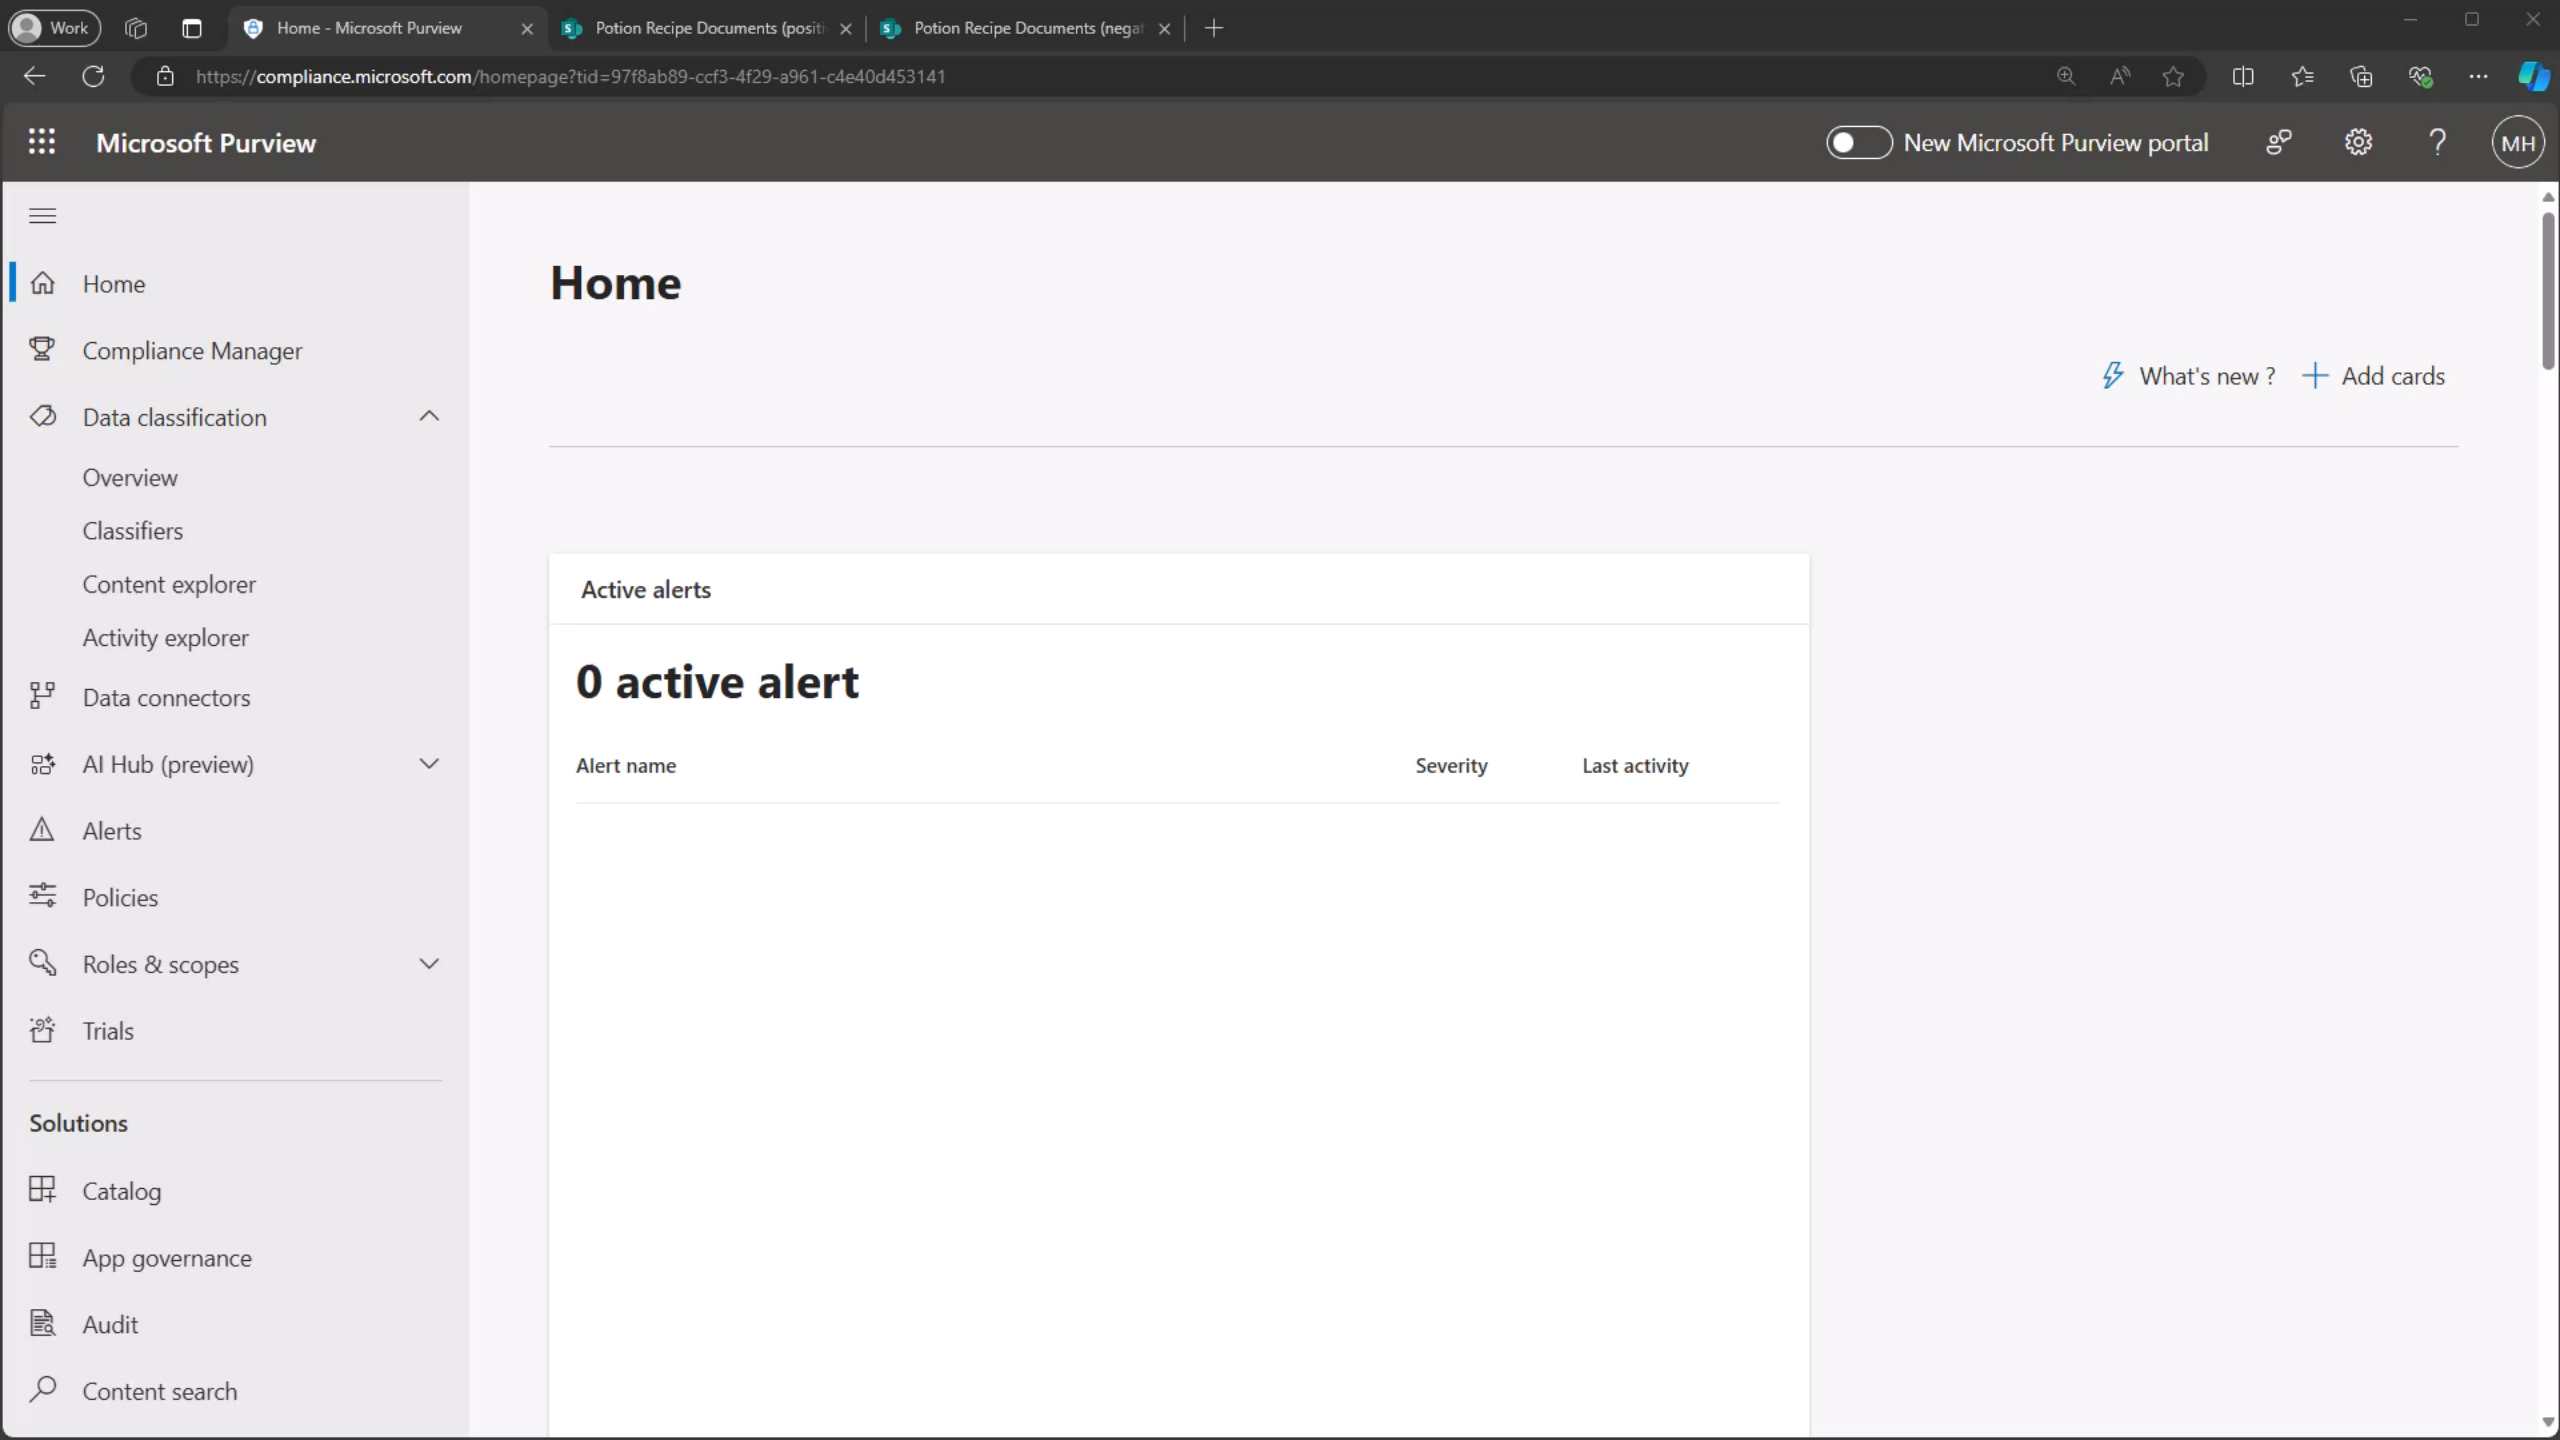 Work
Home - Microsoft Purview
Potion Recipe Documents (positi
Potion Recipe Documents (negat
https://compliance.microsoft.com/homepage?tid=97f8ab89-ccf3-4f29-a961-c4e40d453141
Microsoft Purview
New Microsoft Purview portal
MH
Home
Compliance Manager
Data classification
Overview
Classifiers
Content explorer
Activity explorer
Data connectors
AI Hub (preview)
Alerts
Policies
Roles & scopes
Trials
Solutions
Catalog
App governance
Audit
Content search
Home
What's new ?
Add cards
Active alerts
0 active alert
Alert name
Severity
Last activity